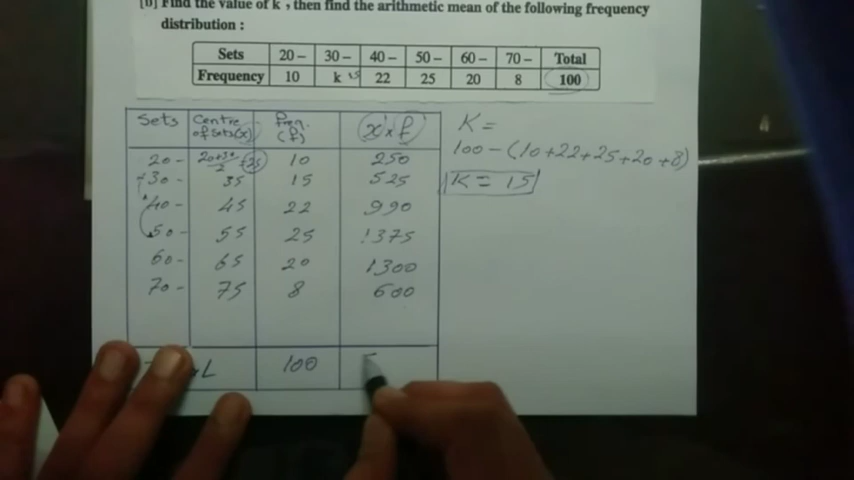 [b] Find the value of k , then find the arithmetic mean of the following frequency
distribution :
Sets 20 – 30 – 40 – 50 – 60 – 70 – Total
Frequency 10 k 15 22 25 20 8 100
Sets Centre of sets(x) freq. (f) x × f
20 - 20+30/2 = 25 10 250
30 - 35 15 525
40 - 45 22 990
50 - 55 25 1375
60 - 65 20 1300
70 - 75 8 600
L 100
K =
100 - (10+22+25+20+8)
K = 15